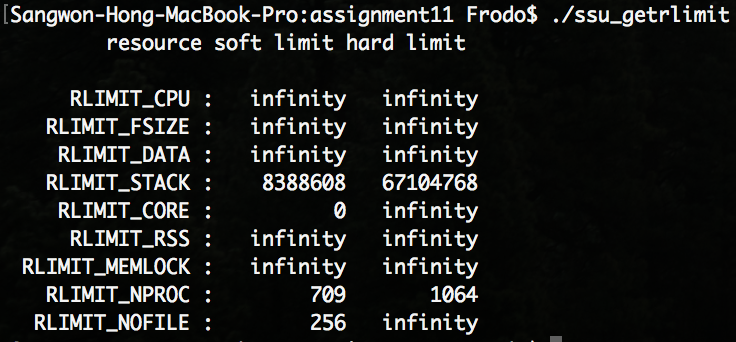 [Sangwon-Hong-MacBook-Pro:assignment11 Frodo$ ./ssu_getrlimit
resource soft limit hard limit
RLIMIT_CPU : infinity infinity
RLIMIT_FSIZE : infinity infinity
RLIMIT_DATA : infinity infinity
RLIMIT_STACK : 8388608 67104768
RLIMIT_CORE : 0 infinity
RLIMIT_RSS : infinity infinity
RLIMIT_MEMLOCK : infinity infinity
RLIMIT_NPROC : 709 1064
RLIMIT_NOFILE : 256 infinity